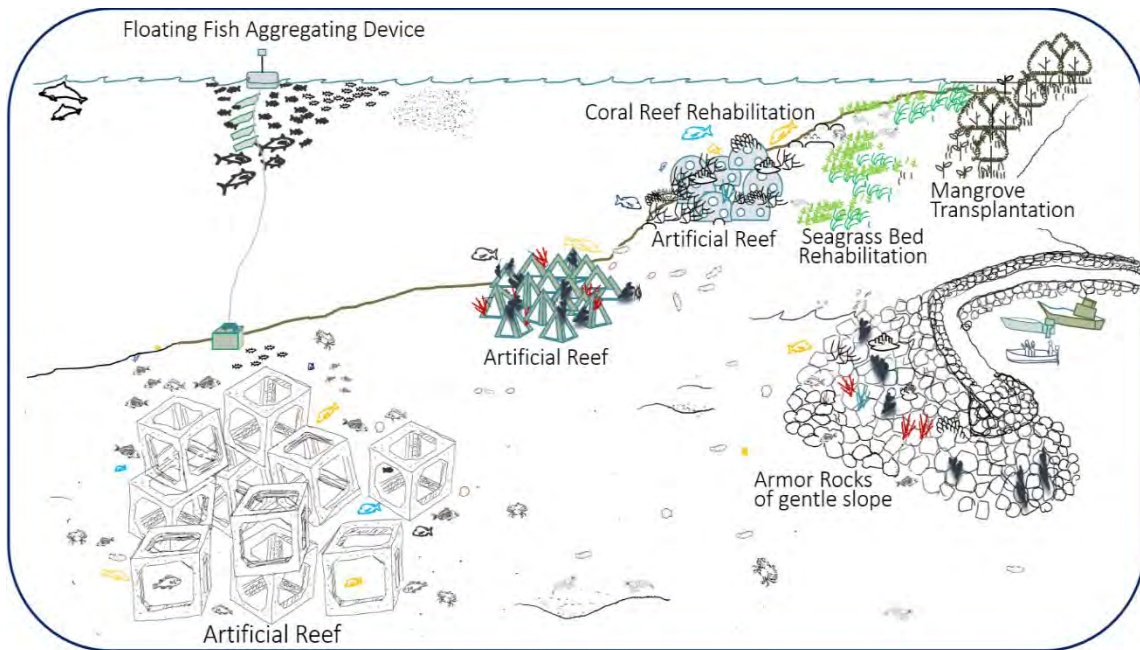 Floating Fish Aggregating Device
Coral Reef Rehabilitation
Mangrove
Transplantation
Artificial Reef
Seagrass Bed
Rehabilitation
Artificial Reef
Armor Rocks
of gentle slope
Artificial Reef